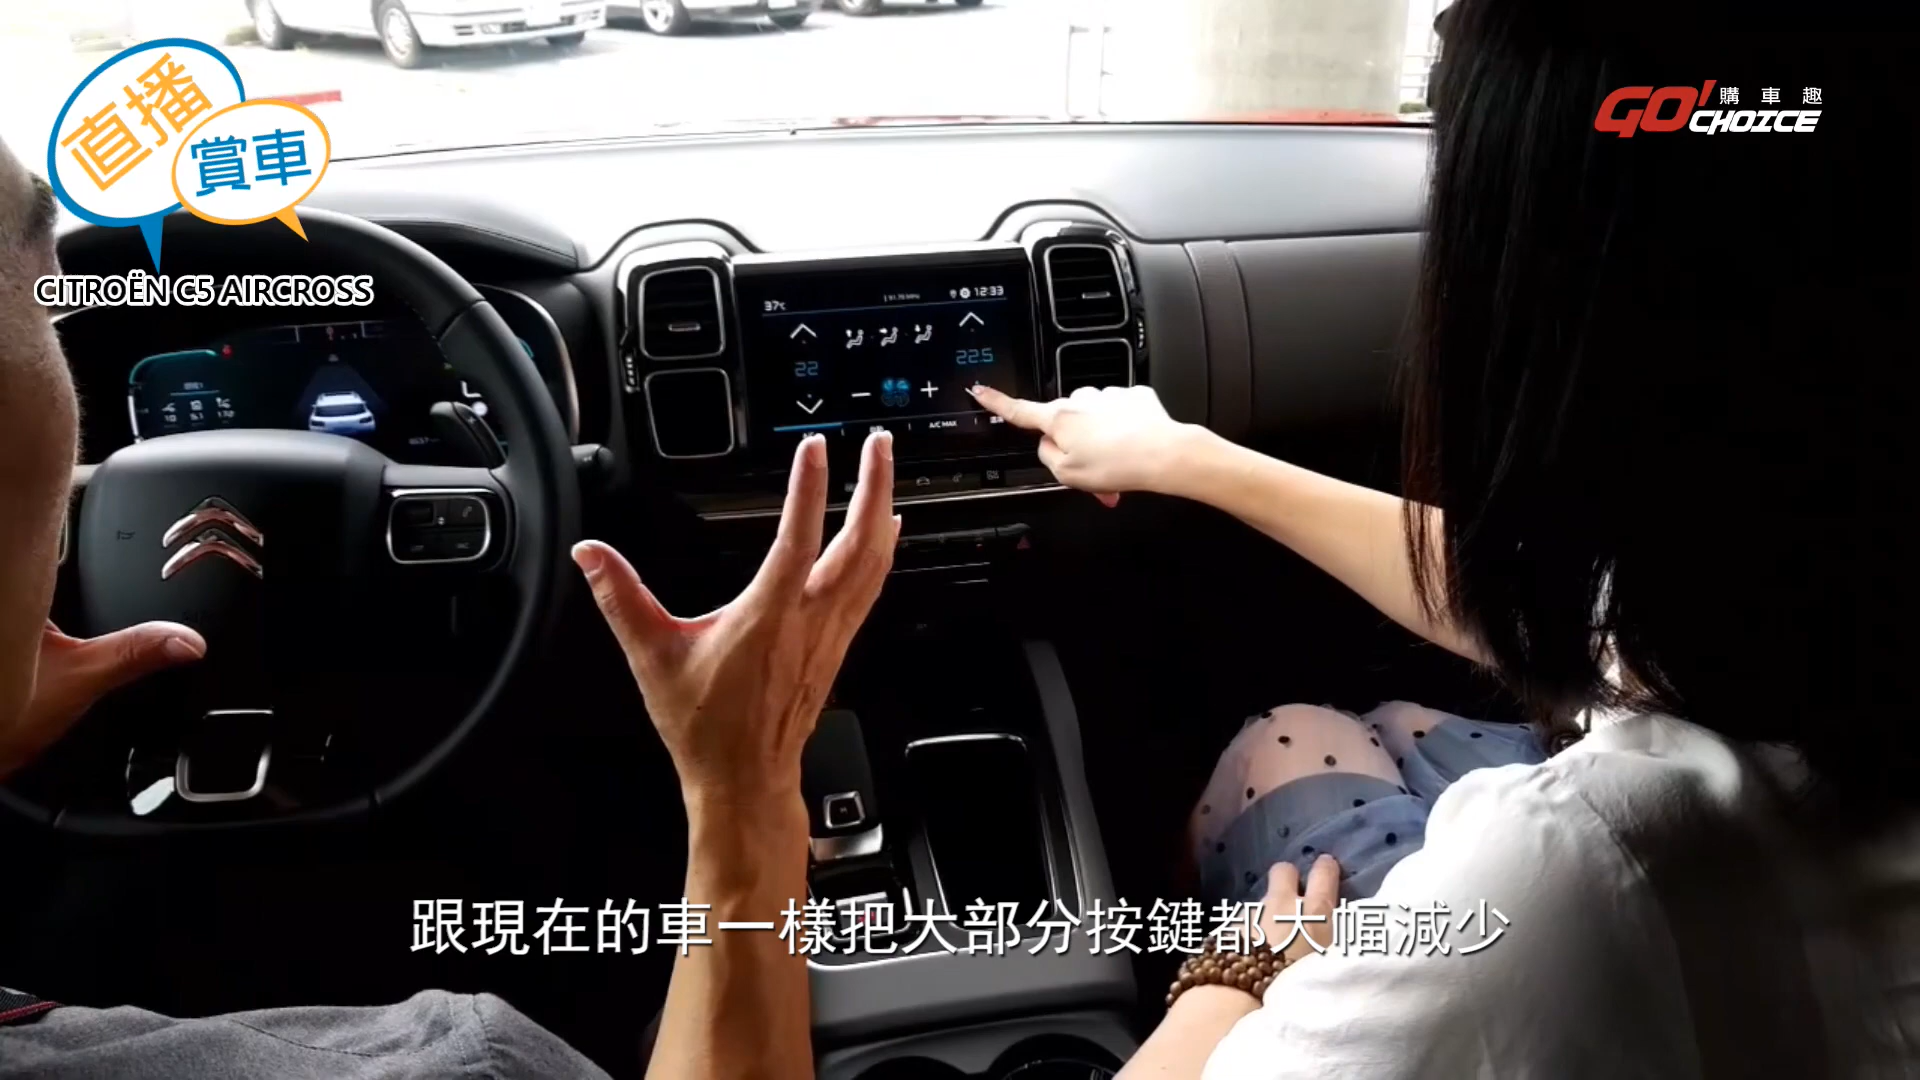 直播
賞車
CITROËN C5 AIRCROSS
GO! 購車趣
CHOICE
37°C
12:33
22
22.5
A/C MAX
跟現在的車一樣把大部分按鍵都大幅減少